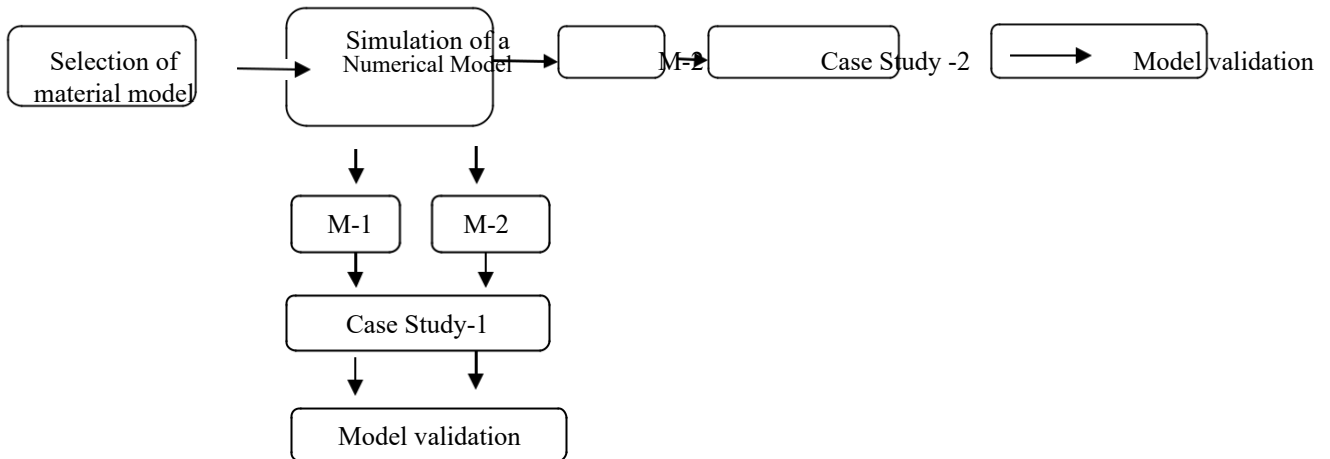 Selection of
material model
Simulation of a
Numerical Model
M-2
Case Study -2
Model validation
M-1
M-2
Case Study-1
Model validation